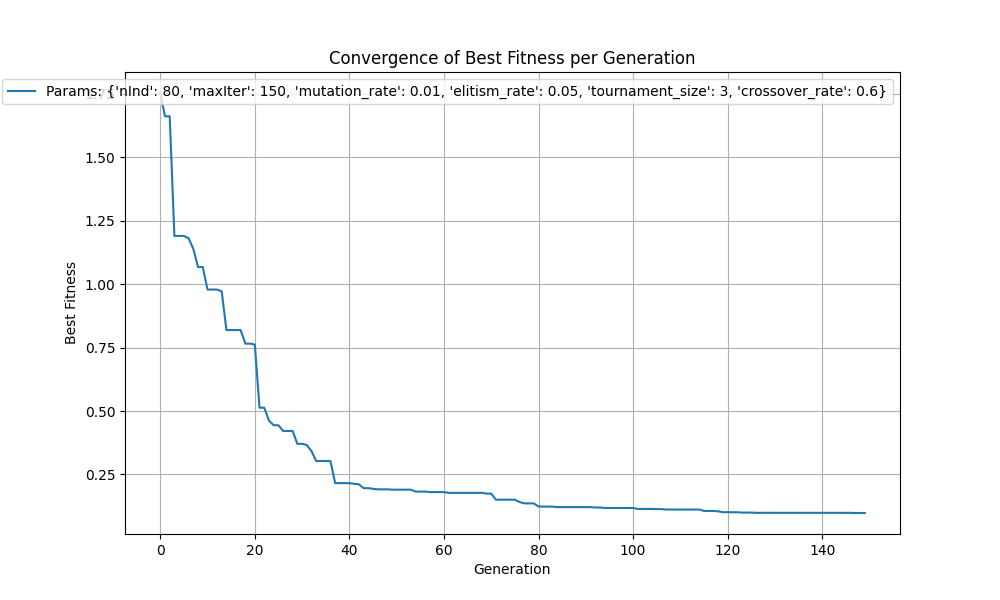 Convergence of Best Fitness per Generation
Params: {'nInd': 80, 'maxIter': 150, 'mutation_rate': 0.01, 'elitism_rate': 0.05, 'tournament_size': 3, 'crossover_rate': 0.6}
1.75
1.50
1.25
1.00
0.75
0.50
0.25
Best Fitness
0 20 40 60 80 100 120 140
Generation